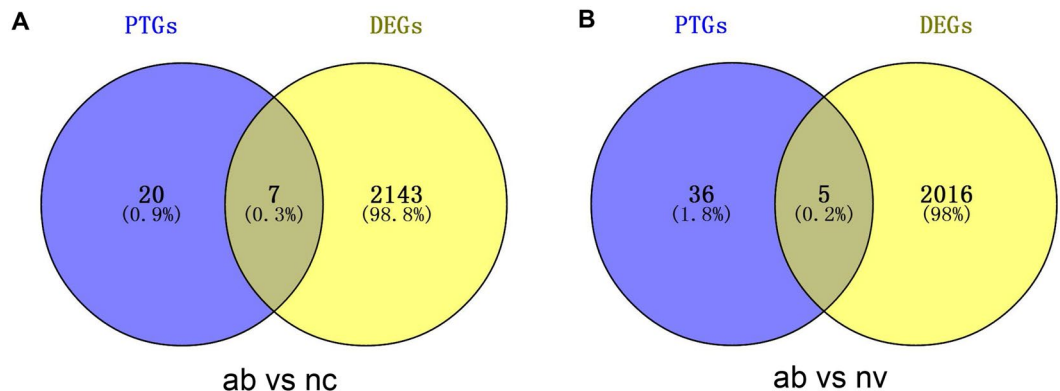 A
PTGs
DEGs
20
(0.9%)
7
(0.3%)
2143
(98.8%)
ab vs nc
B
PTGs
DEGs
36
(1.8%)
5
(0.2%)
2016
(98%)
ab vs nv